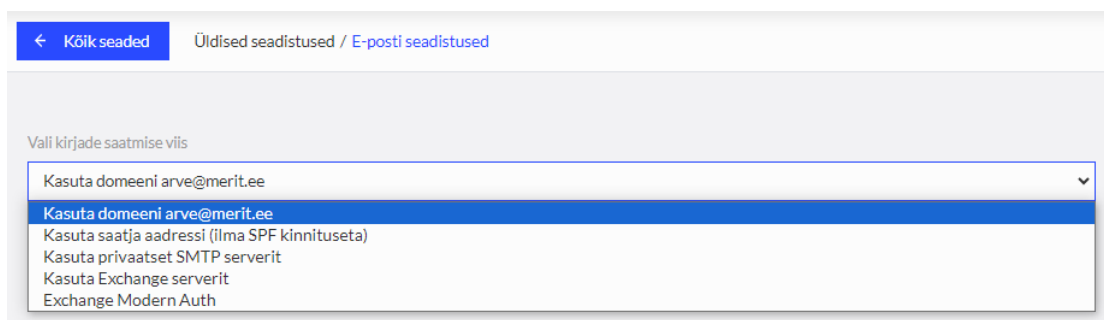 ← Kõik seaded Üldised seadistused / E-posti seadistused
Vali kirjade saatmise viis
Kasuta domeeni arve@merit.ee
Kasuta domeeni arve@merit.ee
Kasuta saatja aadressi (ilma SPF kinnituseta)
Kasuta privaatset SMTP serverit
Kasuta Exchange serverit
Exchange Modern Auth